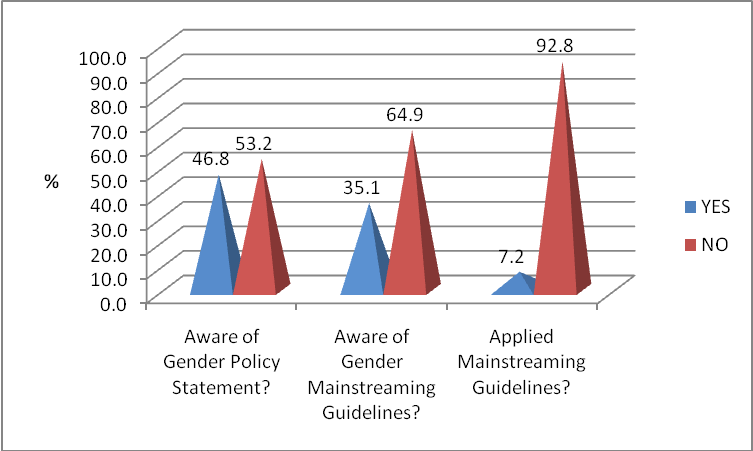 100.0
90.0
80.0
70.0
60.0
50.0
40.0
30.0
20.0
10.0
0.0
%
46.8
53.2
35.1
64.9
7.2
92.8
Aware of
Gender Policy
Statement?
Aware of
Gender
Mainstreaming
Guidelines?
Applied
Mainstreaming
Guidelines?
YES
NO